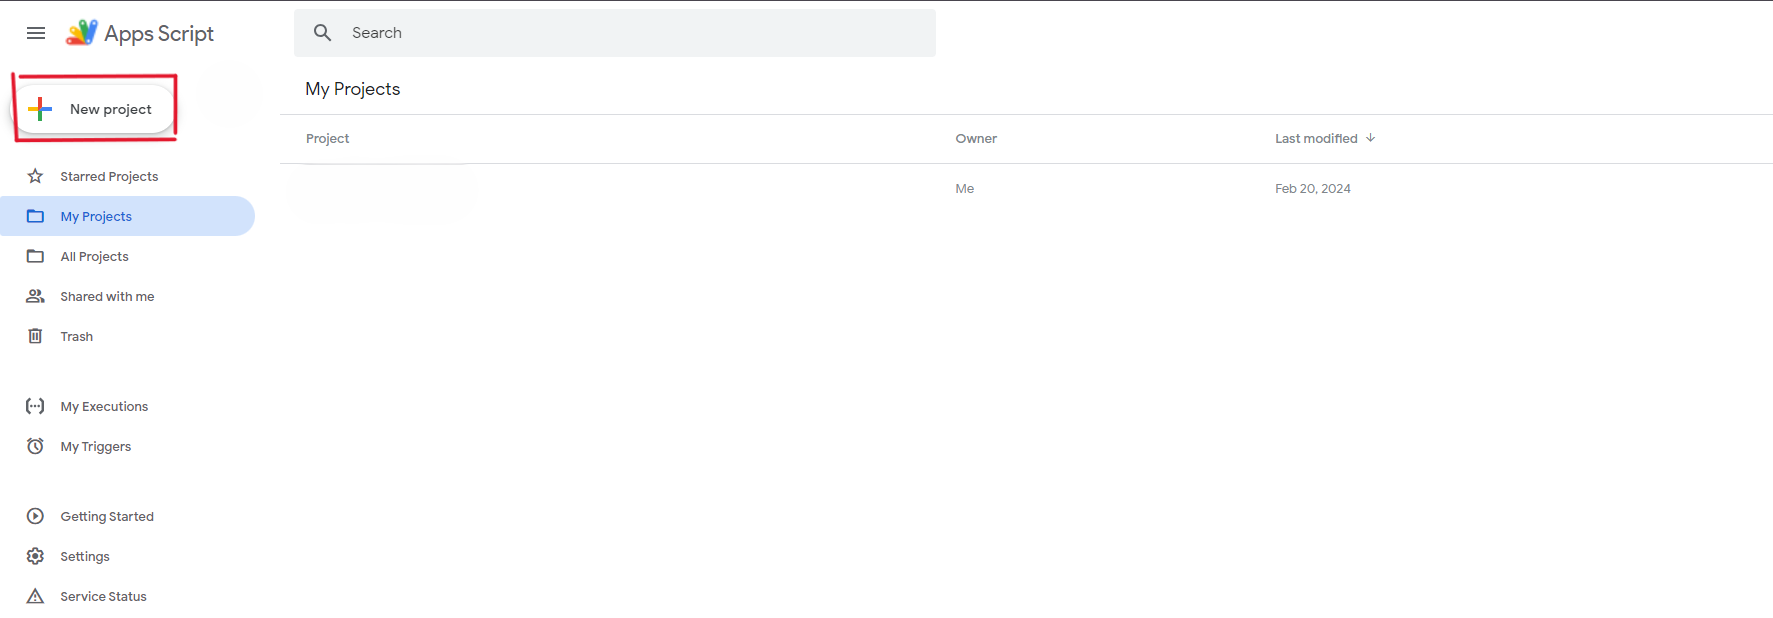 Apps Script
Search
New project
My Projects
Project Owner Last modified
Me Feb 20, 2024
Starred Projects
My Projects
All Projects
Shared with me
Trash
My Executions
My Triggers
Getting Started
Settings
Service Status